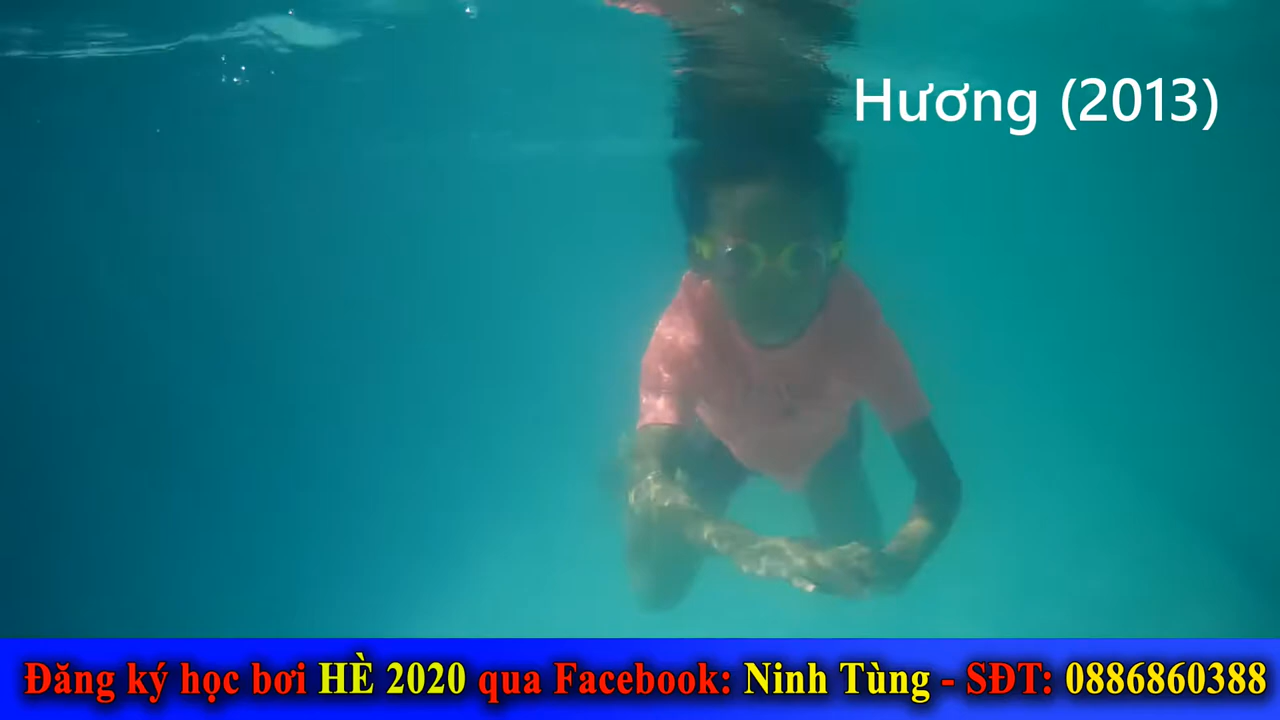 Hương (2013)
Đăng ký học bơi HÈ 2020 qua Facebook: Ninh Tùng - SĐT: 0886860388